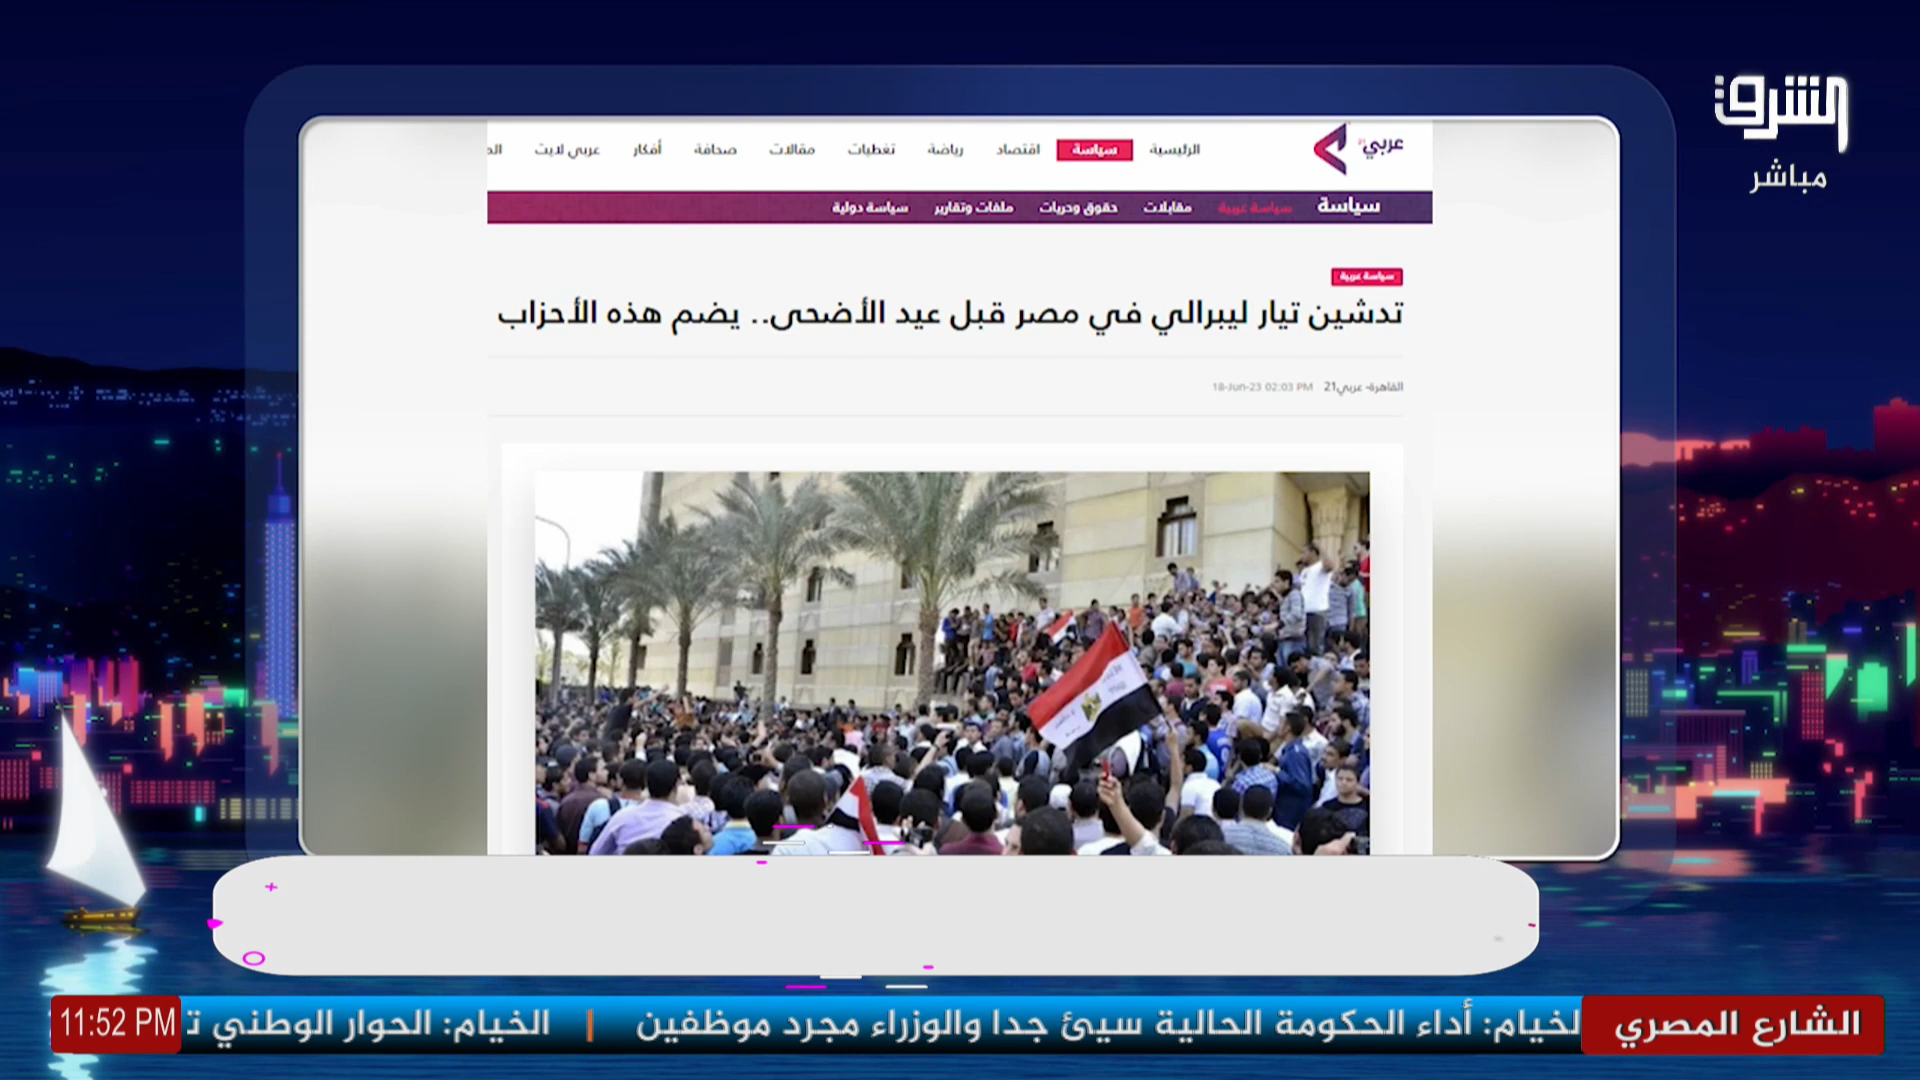 الشرق
مباشر
عربي21
الرئيسية سياسة اقتصاد رياضة تغطيات مقالات صحافة أفكار عربي لايت
سياسة سياسة عربية مقابلات حقوق وحريات ملفات وتقارير سياسة دولية
سياسة عربية
تدشين تيار ليبرالي في مصر قبل عيد الأضحى.. يضم هذه الأحزاب
القاهرة- عربي21 18-Jun-23 02:03 PM
الشارع المصري
لخيام: أداء الحكومة الحالية سيئ جدا والوزراء مجرد موظفين | الخيام: الحوار الوطني ت
11:52 PM